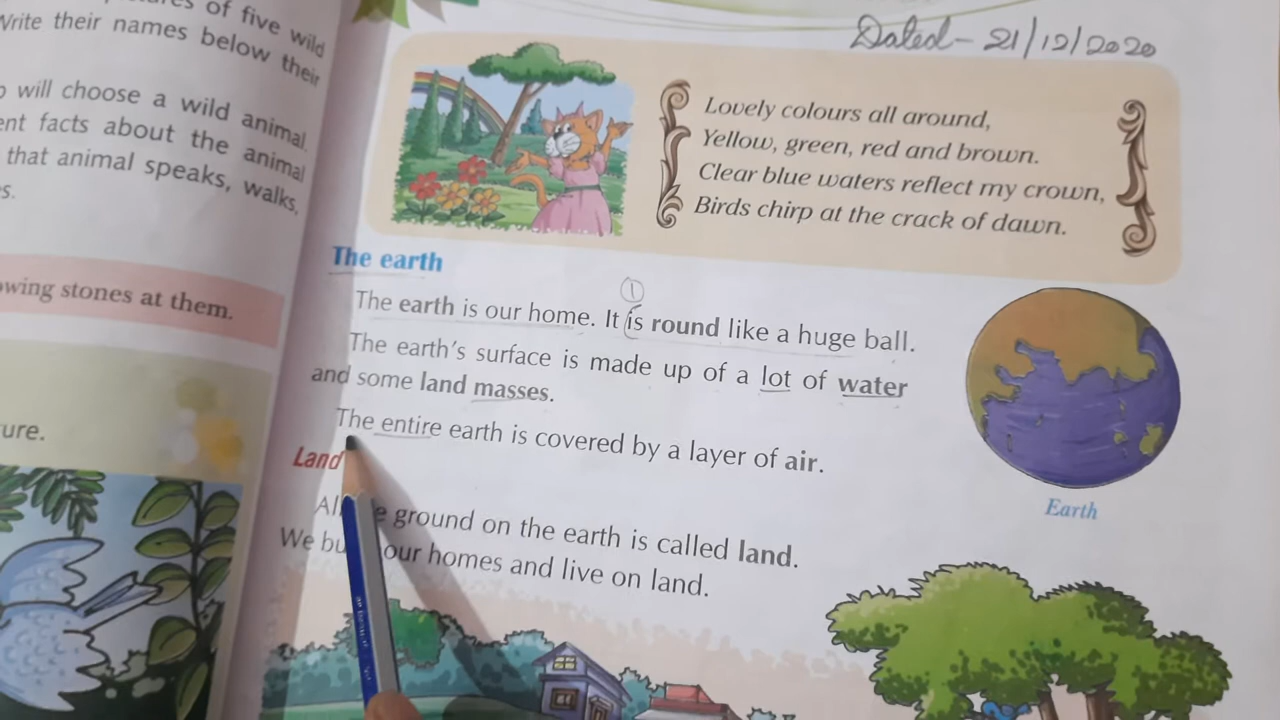 of five wild
Write their names below their
will choose a wild animal.
ent facts about the animal
that animal speaks, walks,
owing stones at them.
ure.
Dated - 21/12/2020
Lovely colours all around,
Yellow, green, red and brown.
Clear blue waters reflect my crown,
Birds chirp at the crack of dawn.
The earth
1
The earth is our home. It is round like a huge ball.
The earth's surface is made up of a lot of water
and some land masses.
The entire earth is covered by a layer of air.
Land
ground on the earth is called land.
We our homes and live on land.
Earth